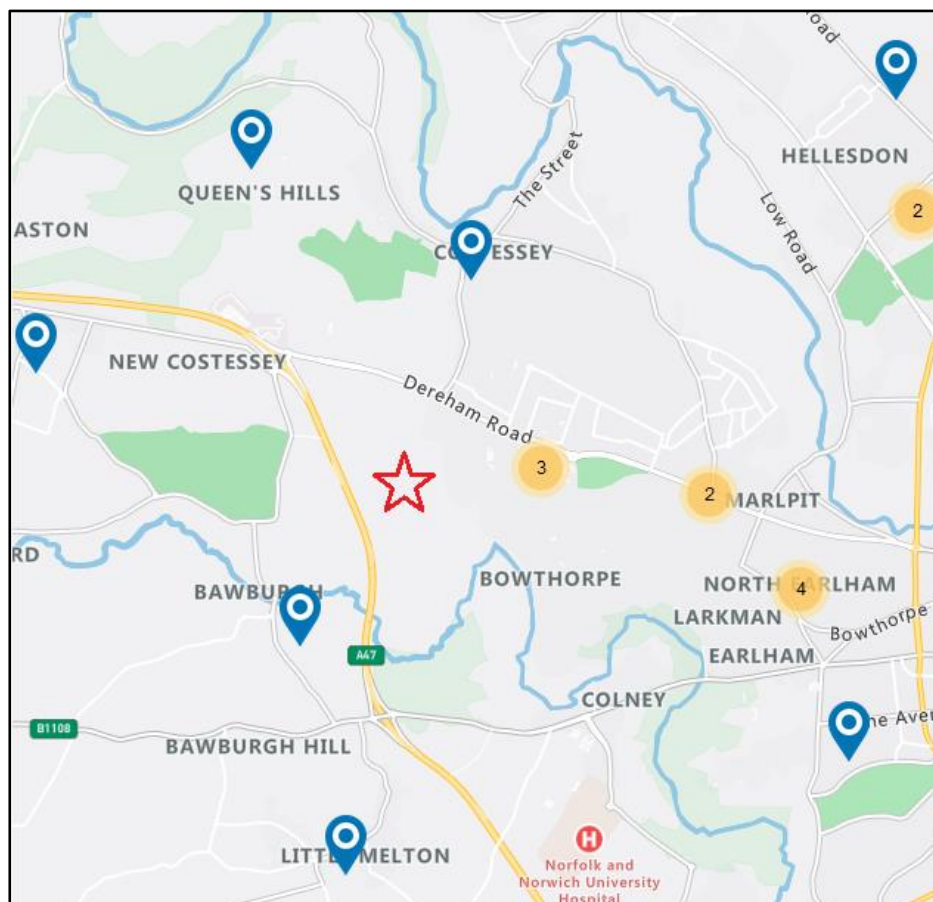 Road
HELLESDON
QUEEN'S HILLS
The Street
2
ASTON
Low Road
NEW COSTESSEY
Dereham Road
3
2
MARLPIT
RD
BOWTHORPE
NORTH EARLHAM
4
LARKMAN
Bowthorpe
A47
EARLHAM
COLNEY
B1108
BAWBURGH HILL
H
Norfolk and
Norwich University
Hospital